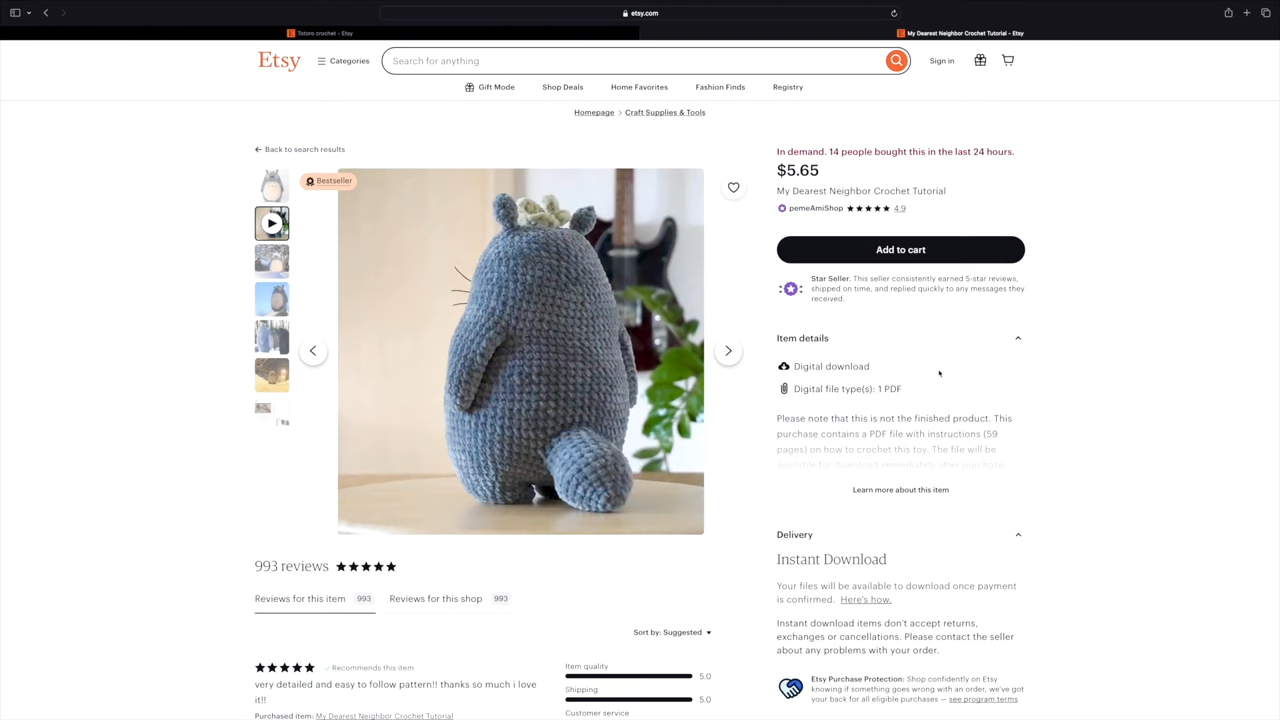 etsy.com
Totoro crochet - Etsy
My Dearest Neighbor Crochet Tutorial - Etsy
Etsy
Categories
Search for anything
Sign in
Gift Mode
Shop Deals
Home Favorites
Fashion Finds
Registry
Homepage > Craft Supplies & Tools
Back to search results
Bestseller
In demand. 14 people bought this in the last 24 hours.
$5.65
My Dearest Neighbor Crochet Tutorial
pemeAmiShop 4.9
Add to cart
Star Seller. This seller consistently earned 5-star reviews,
shipped on time, and replied quickly to any messages they
received.
Item details
Digital download
Digital file type(s): 1 PDF
Please note that this is not the finished product. This
purchase contains a PDF file with instructions (59
pages) on how to crochet this toy. The file will be
available for download immediately after purchase
Learn more about this item
Delivery
Instant Download
Your files will be available to download once payment
is confirmed. Here's how.
Instant download items don't accept returns,
exchanges or cancellations. Please contact the seller
about any problems with your order.
Etsy Purchase Protection: Shop confidently on Etsy
knowing if something goes wrong with an order, we've got
your back for all eligible purchases — see program terms
993 reviews
Reviews for this item 993
Reviews for this shop 993
Sort by: Suggested
Recommends this item
very detailed and easy to follow pattern!! thanks so much i love
it!!
Purchased item: My Dearest Neighbor Crochet Tutorial
Item quality
5.0
Shipping
5.0
Customer service